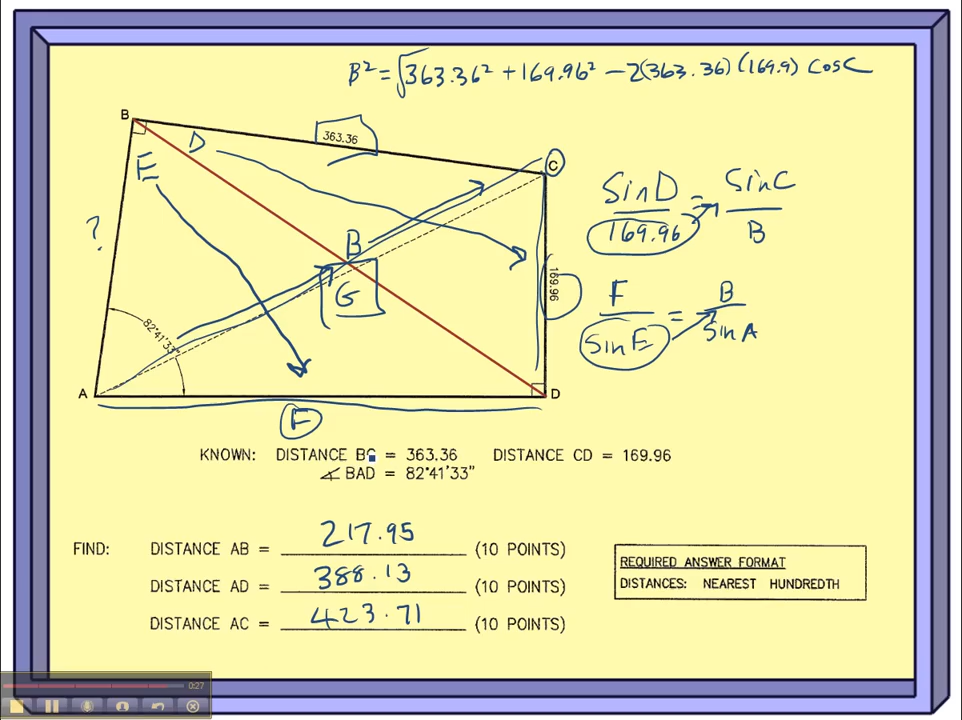 B² = √363.36² + 169.96² - 2(363.36)(169.9) COSC
B
D
363.36
C
E
SinD = SinC
169.96 B
?
B
G
169.96
F = B
SinE SinA
82°41'33"
A
D
F
KNOWN: DISTANCE BC = 363.36 DISTANCE CD = 169.96
∡ BAD = 82°41'33"
FIND: DISTANCE AB = 217.95 (10 POINTS)
DISTANCE AD = 388.13 (10 POINTS)
DISTANCE AC = 423.71 (10 POINTS)
REQUIRED ANSWER FORMAT
DISTANCES: NEAREST HUNDREDTH
0:27